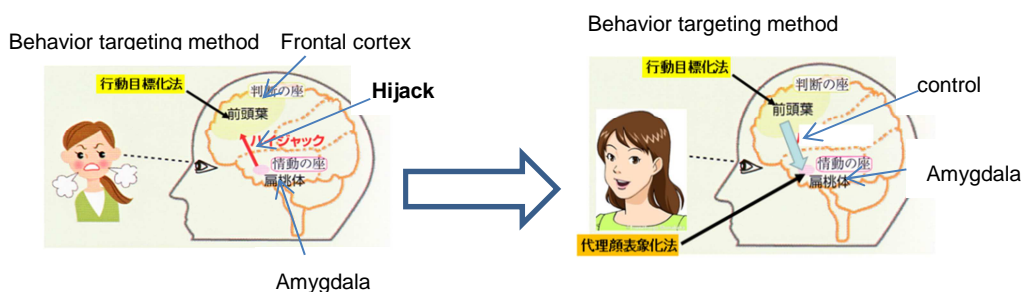 Behavior targeting method
Frontal cortex
行動目標化法
判断の座
前頭葉
Hijack
ハイジャック
情動の座
扁桃体
Amygdala
Behavior targeting method
行動目標化法
判断の座
前頭葉
control
情動の座
扁桃体
Amygdala
代理顔表象化法